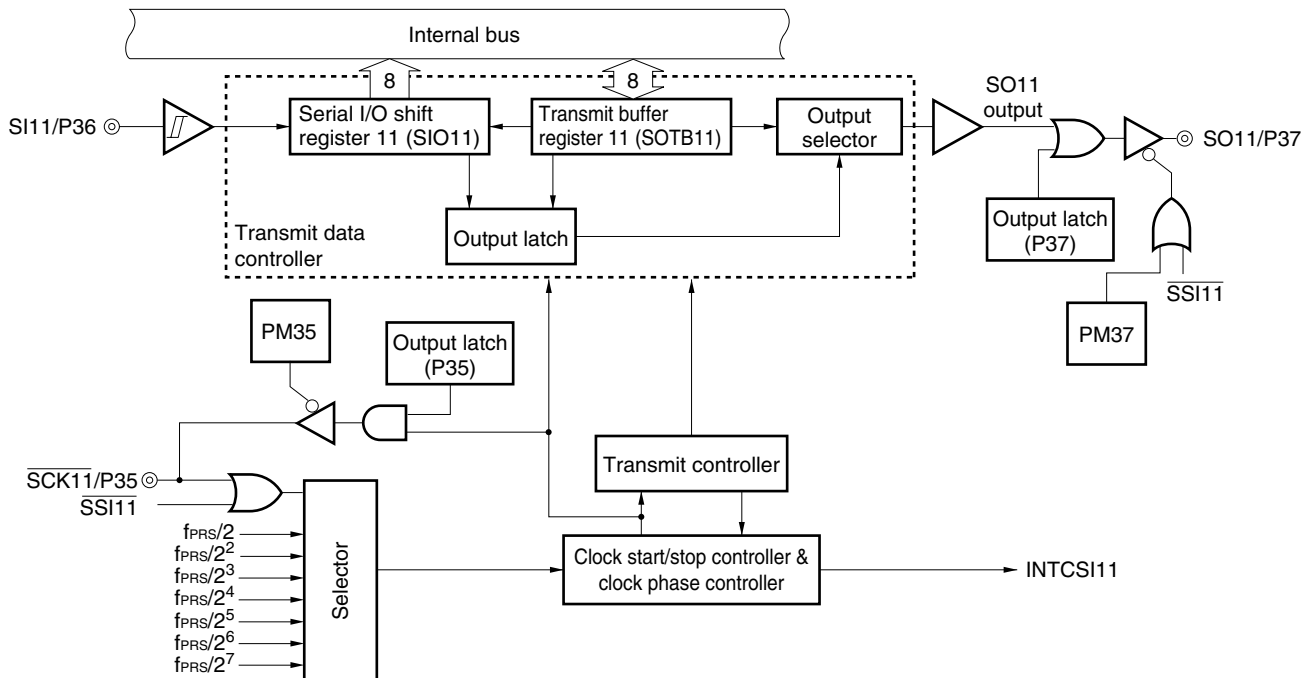 Internal bus
8
8
SI11/P36
Serial I/O shift
register 11 (SIO11)
Transmit buffer
register 11 (SOTB11)
Output
selector
SO11
output
SO11/P37
Output latch
Transmit data
controller
Output latch
(P37)
SSI11
PM37
PM35
Output latch
(P35)
SCK11/P35
SSI11
Transmit controller
fPRS/2
fPRS/2²
fPRS/2³
fPRS/2⁴
fPRS/2⁵
fPRS/2⁶
fPRS/2⁷
Selector
Clock start/stop controller &
clock phase controller
INTCSI11